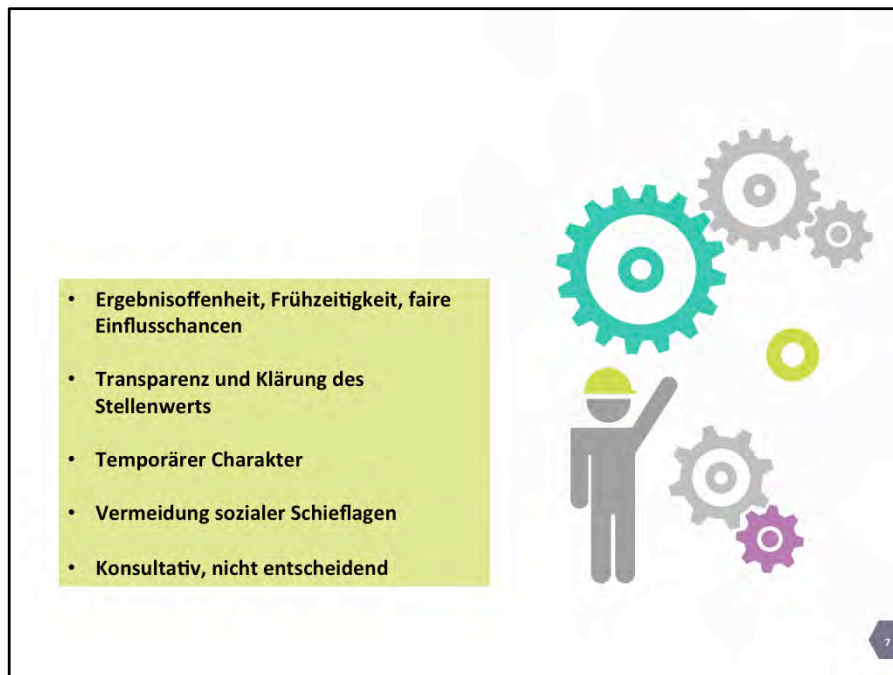 • Ergebnisoffenheit, Frühzeitigkeit, faire
Einflusschancen
• Transparenz und Klärung des
Stellenwerts
• Temporärer Charakter
• Vermeidung sozialer Schieflagen
• Konsultativ, nicht entscheidend
7